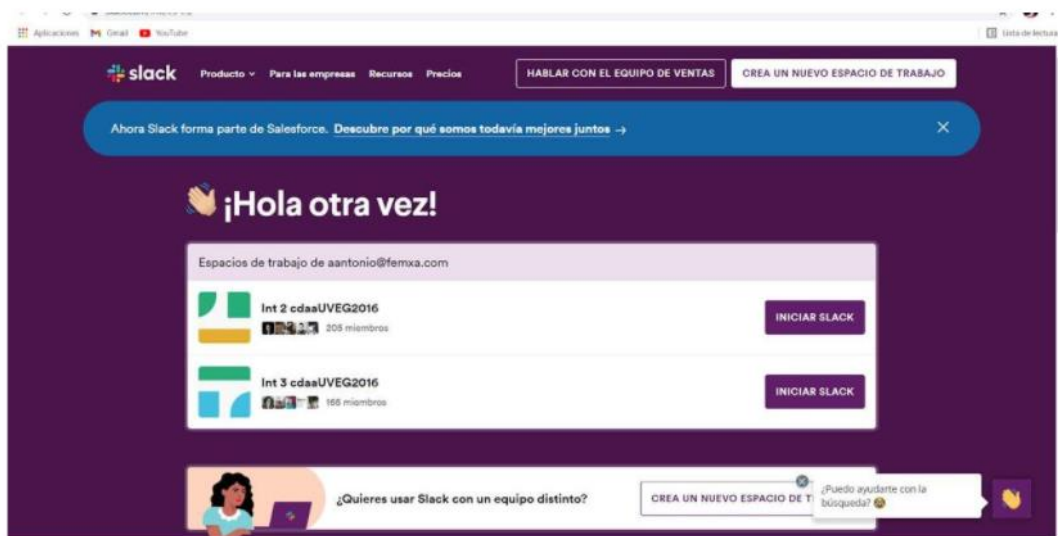 Aplicaciones Gmail YouTube Lista de lectura
slack Producto Para las empresas Recursos Precios HABLAR CON EL EQUIPO DE VENTAS CREA UN NUEVO ESPACIO DE TRABAJO
Ahora Slack forma parte de Salesforce. Descubre por qué somos todavía mejores juntos →
¡Hola otra vez!
Espacios de trabajo de aantonio@femxa.com
Int 2 cdaaUVEG2016
205 miembros
INICIAR SLACK
Int 3 cdaaUVEG2016
166 miembros
INICIAR SLACK
¿Quieres usar Slack con un equipo distinto?
CREA UN NUEVO ESPACIO DE T
¿Puedo ayudarte con la
búsqueda?